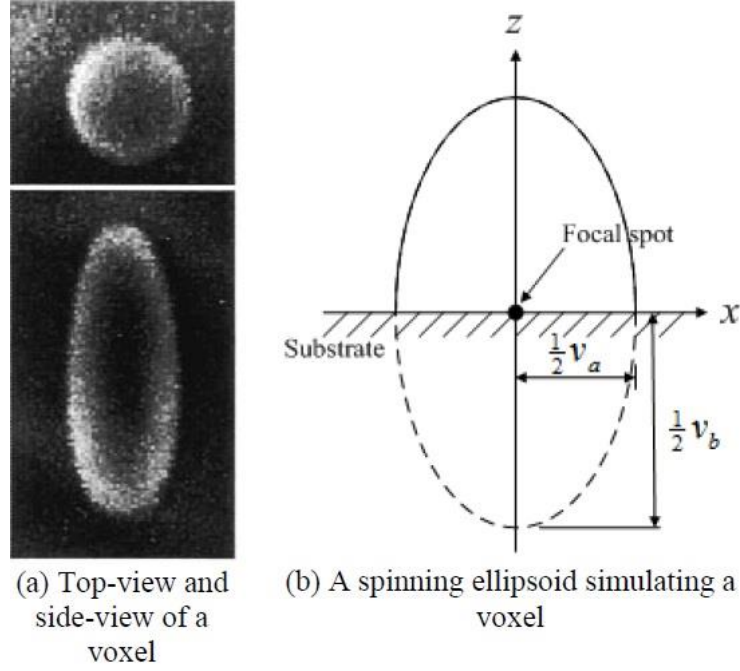 z
Focal spot
x
Substrate
½ vₐ
½ v_b
(a) Top-view and
side-view of a
voxel
(b) A spinning ellipsoid simulating a
voxel